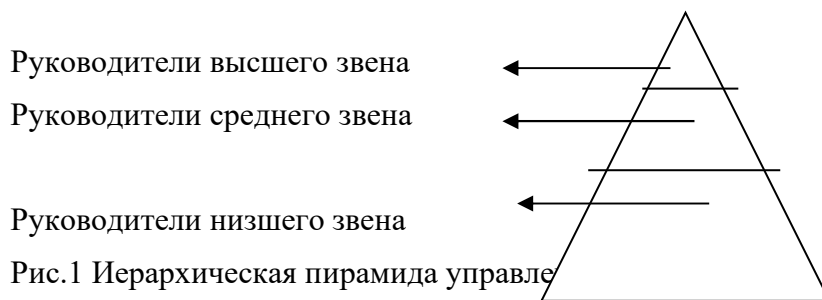 Руководители высшего звена
Руководители среднего звена
Руководители низшего звена
Рис.1 Иерархическая пирамида управле